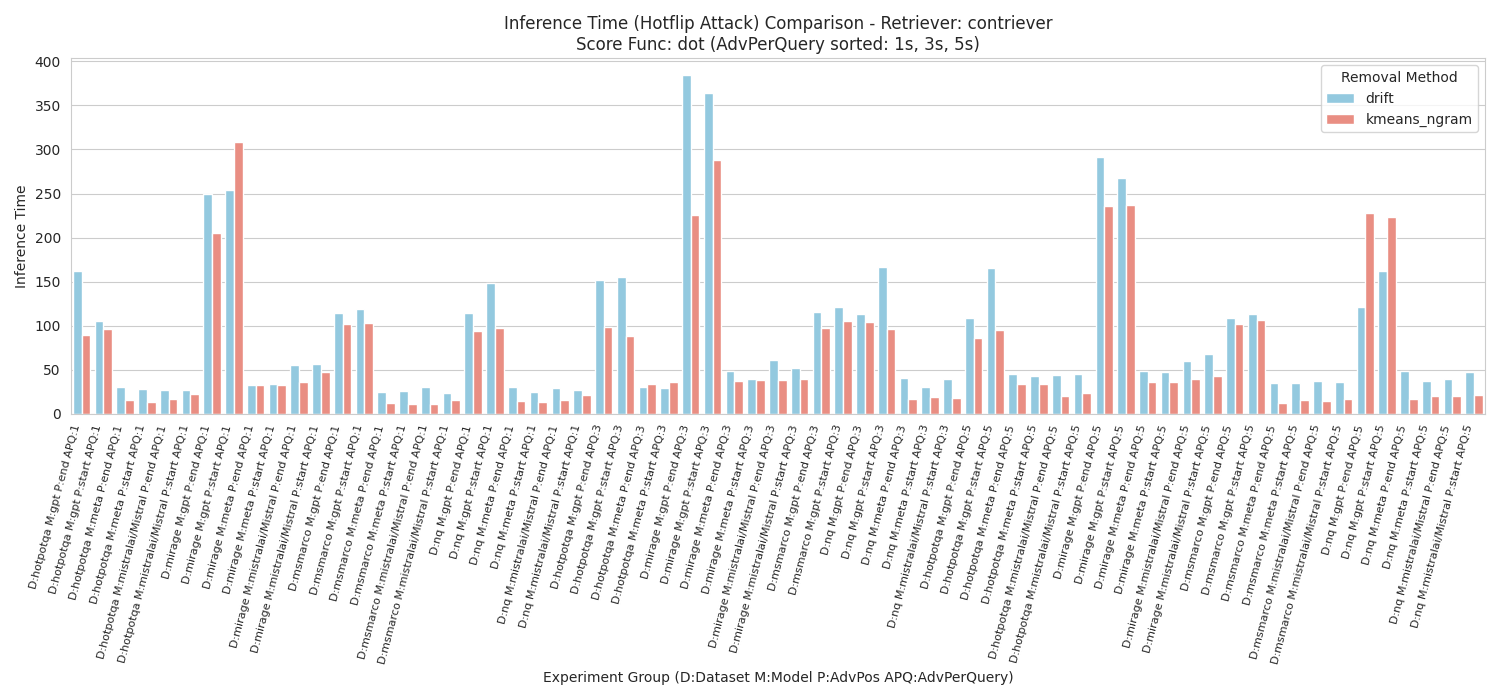 Inference Time (Hotflip Attack) Comparison - Retriever: contriever
Score Func: dot (AdvPerQuery sorted: 1s, 3s, 5s)
Removal Method
drift
kmeans_ngram
Inference Time
400
350
300
250
200
150
100
50
0
D:hotpotqa M:gpt P:end APQ:1
D:hotpotqa M:gpt P:start APQ:1
D:hotpotqa M:meta P:end APQ:1
D:hotpotqa M:meta P:start APQ:1
D:hotpotqa M:mistralai/Mistral P:end APQ:1
D:hotpotqa M:mistralai/Mistral P:start APQ:1
D:mirage M:gpt P:end APQ:1
D:mirage M:gpt P:start APQ:1
D:mirage M:meta P:end APQ:1
D:mirage M:meta P:start APQ:1
D:mirage M:mistralai/Mistral P:end APQ:1
D:mirage M:mistralai/Mistral P:start APQ:1
D:msmarco M:gpt P:end APQ:1
D:msmarco M:gpt P:start APQ:1
D:msmarco M:meta P:end APQ:1
D:msmarco M:meta P:start APQ:1
D:msmarco M:mistralai/Mistral P:end APQ:1
D:msmarco M:mistralai/Mistral P:start APQ:1
D:nq M:gpt P:end APQ:1
D:nq M:gpt P:start APQ:1
D:nq M:meta P:end APQ:1
D:nq M:meta P:start APQ:1
D:nq M:mistralai/Mistral P:end APQ:1
D:nq M:mistralai/Mistral P:start APQ:1
D:hotpotqa M:gpt P:end APQ:3
D:hotpotqa M:gpt P:start APQ:3
D:hotpotqa M:meta P:end APQ:3
D:hotpotqa M:meta P:start APQ:3
D:mirage M:gpt P:end APQ:3
D:mirage M:gpt P:start APQ:3
D:mirage M:meta P:end APQ:3
D:mirage M:meta P:start APQ:3
D:mirage M:mistralai/Mistral P:end APQ:3
D:mirage M:mistralai/Mistral P:start APQ:3
D:msmarco M:gpt P:end APQ:3
D:msmarco M:gpt P:start APQ:3
D:nq M:gpt P:end APQ:3
D:nq M:gpt P:start APQ:3
D:nq M:meta P:end APQ:3
D:nq M:meta P:start APQ:3
D:nq M:mistralai/Mistral P:start APQ:3
D:hotpotqa M:gpt P:end APQ:5
D:hotpotqa M:gpt P:start APQ:5
D:hotpotqa M:meta P:end APQ:5
D:hotpotqa M:meta P:start APQ:5
D:hotpotqa M:mistralai/Mistral P:end APQ:5
D:hotpotqa M:mistralai/Mistral P:start APQ:5
D:mirage M:gpt P:end APQ:5
D:mirage M:gpt P:start APQ:5
D:mirage M:meta P:end APQ:5
D:mirage M:meta P:start APQ:5
D:mirage M:mistralai/Mistral P:end APQ:5
D:mirage M:mistralai/Mistral P:start APQ:5
D:msmarco M:gpt P:end APQ:5
D:msmarco M:gpt P:start APQ:5
D:msmarco M:meta P:end APQ:5
D:msmarco M:meta P:start APQ:5
D:msmarco M:mistralai/Mistral P:end APQ:5
D:msmarco M:mistralai/Mistral P:start APQ:5
D:nq M:gpt P:end APQ:5
D:nq M:gpt P:start APQ:5
D:nq M:meta P:end APQ:5
D:nq M:meta P:start APQ:5
D:nq M:mistralai/Mistral P:end APQ:5
D:nq M:mistralai/Mistral P:start APQ:5
Experiment Group (D:Dataset M:Model P:AdvPos APQ:AdvPerQuery)